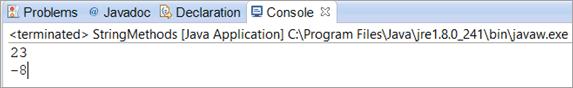 Problems @ Javadoc Declaration Console
<terminated> StringMethods [Java Application] C:\Program Files\Java\jre1.8.0_241\bin\javaw.exe
23
-8